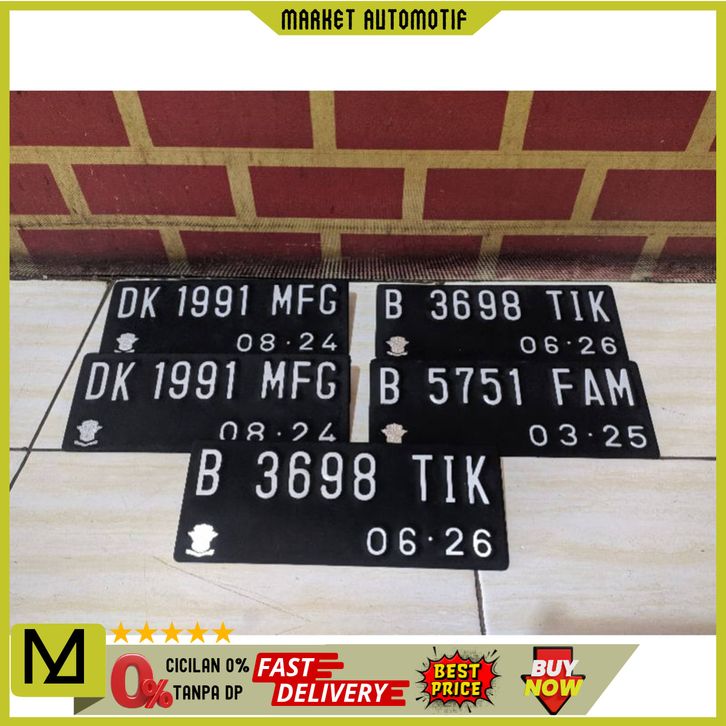 MARKET AUTOMOTIF
DK 1991 MFG
08·24
B 3698 TIK
06·26
DK 1991 MFG
08·24
B 5751 FAM
03·25
B 3698 TIK
06·26
M
0%
CICILAN 0%
TANPA DP
FAST
DELIVERY
BEST
PRICE
BUY
NOW